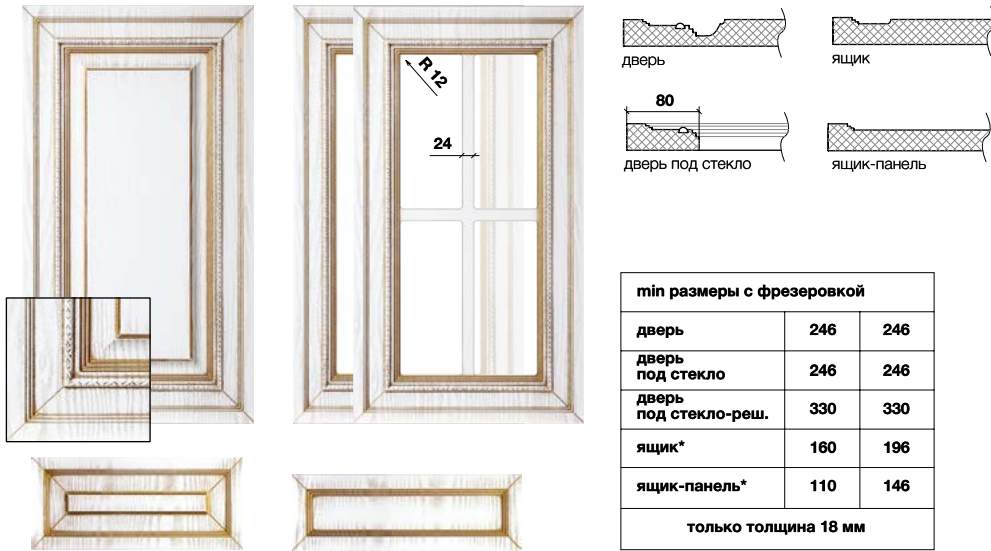 R 12
24
дверь
ящик
80
дверь под стекло
ящик-панель
min размеры с фрезеровкой
дверь 246 246
дверь
под стекло 246 246
дверь
под стекло-реш. 330 330
ящик* 160 196
ящик-панель* 110 146
только толщина 18 мм